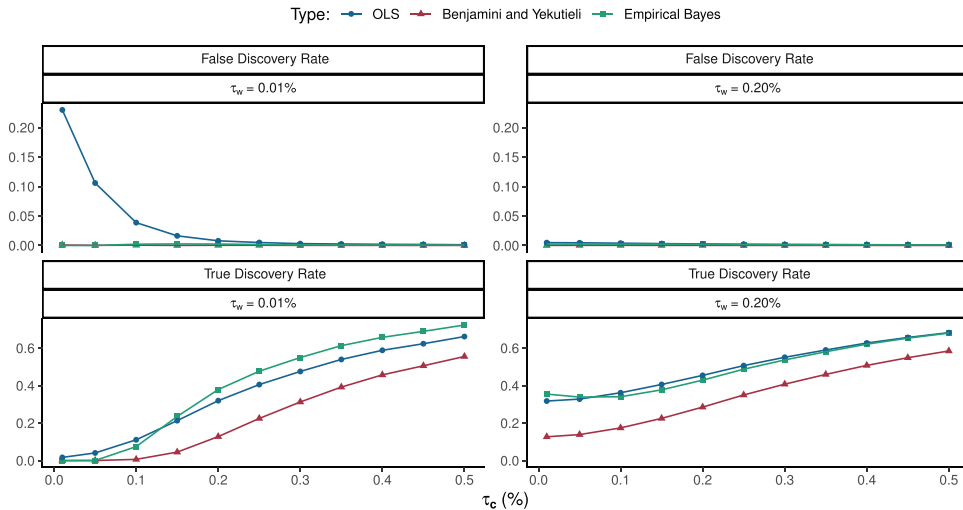 Type: OLS Benjamini and Yekutieli Empirical Bayes
False Discovery Rate
τw = 0.01%
0.20
0.15
0.10
0.05
0.00
False Discovery Rate
τw = 0.20%
0.20
0.15
0.10
0.05
0.00
True Discovery Rate
τw = 0.01%
0.6
0.4
0.2
0.0
0.0 0.1 0.2 0.3 0.4 0.5
True Discovery Rate
τw = 0.20%
0.6
0.4
0.2
0.0
0.0 0.1 0.2 0.3 0.4 0.5
τc (%)